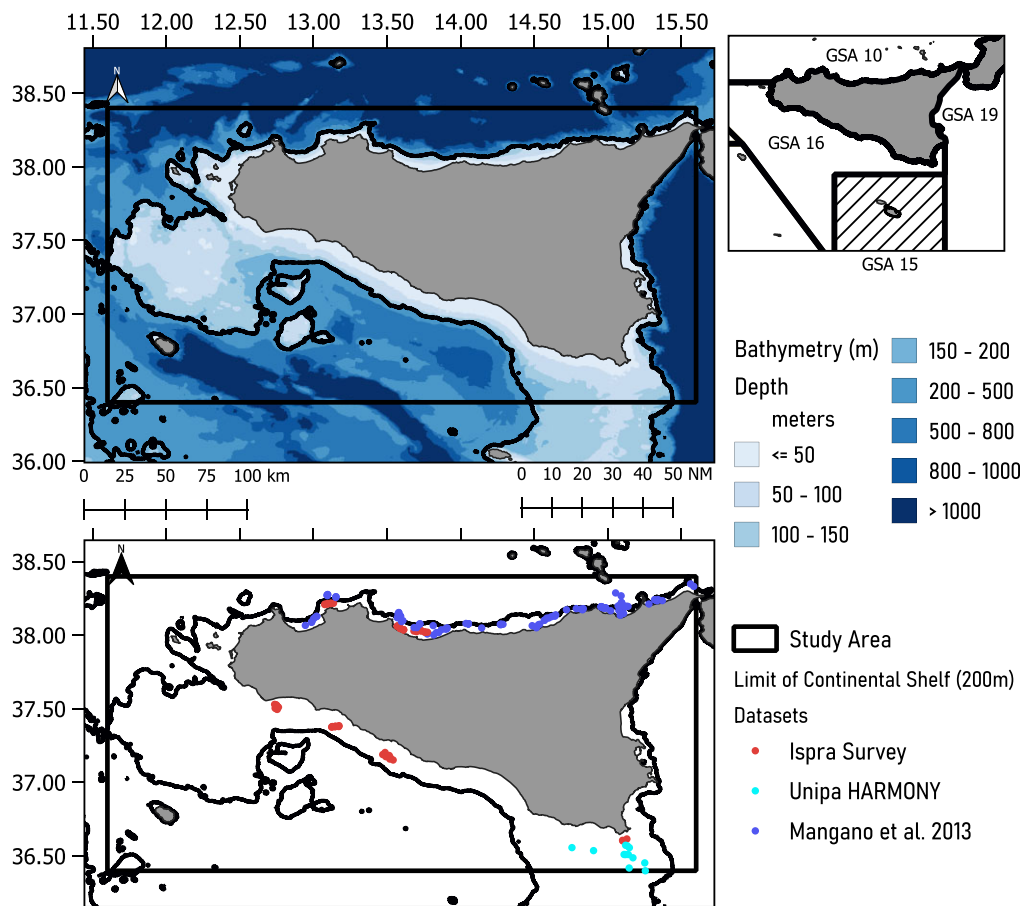 11.50 12.00 12.50 13.00 13.50 14.00 14.50 15.00 15.50
N
38.50
38.00
37.50
37.00
36.50
36.00
0 25 50 75 100 km
0 10 20 30 40 50 NM
GSA 10
GSA 19
GSA 16
GSA 15
Bathymetry (m)
Depth
meters
<= 50
50 - 100
100 - 150
150 - 200
200 - 500
500 - 800
800 - 1000
> 1000
N
38.50
38.00
37.50
37.00
36.50
Study Area
Limit of Continental Shelf (200m)
Datasets
Ispra Survey
Unipa HARMONY
Mangano et al. 2013